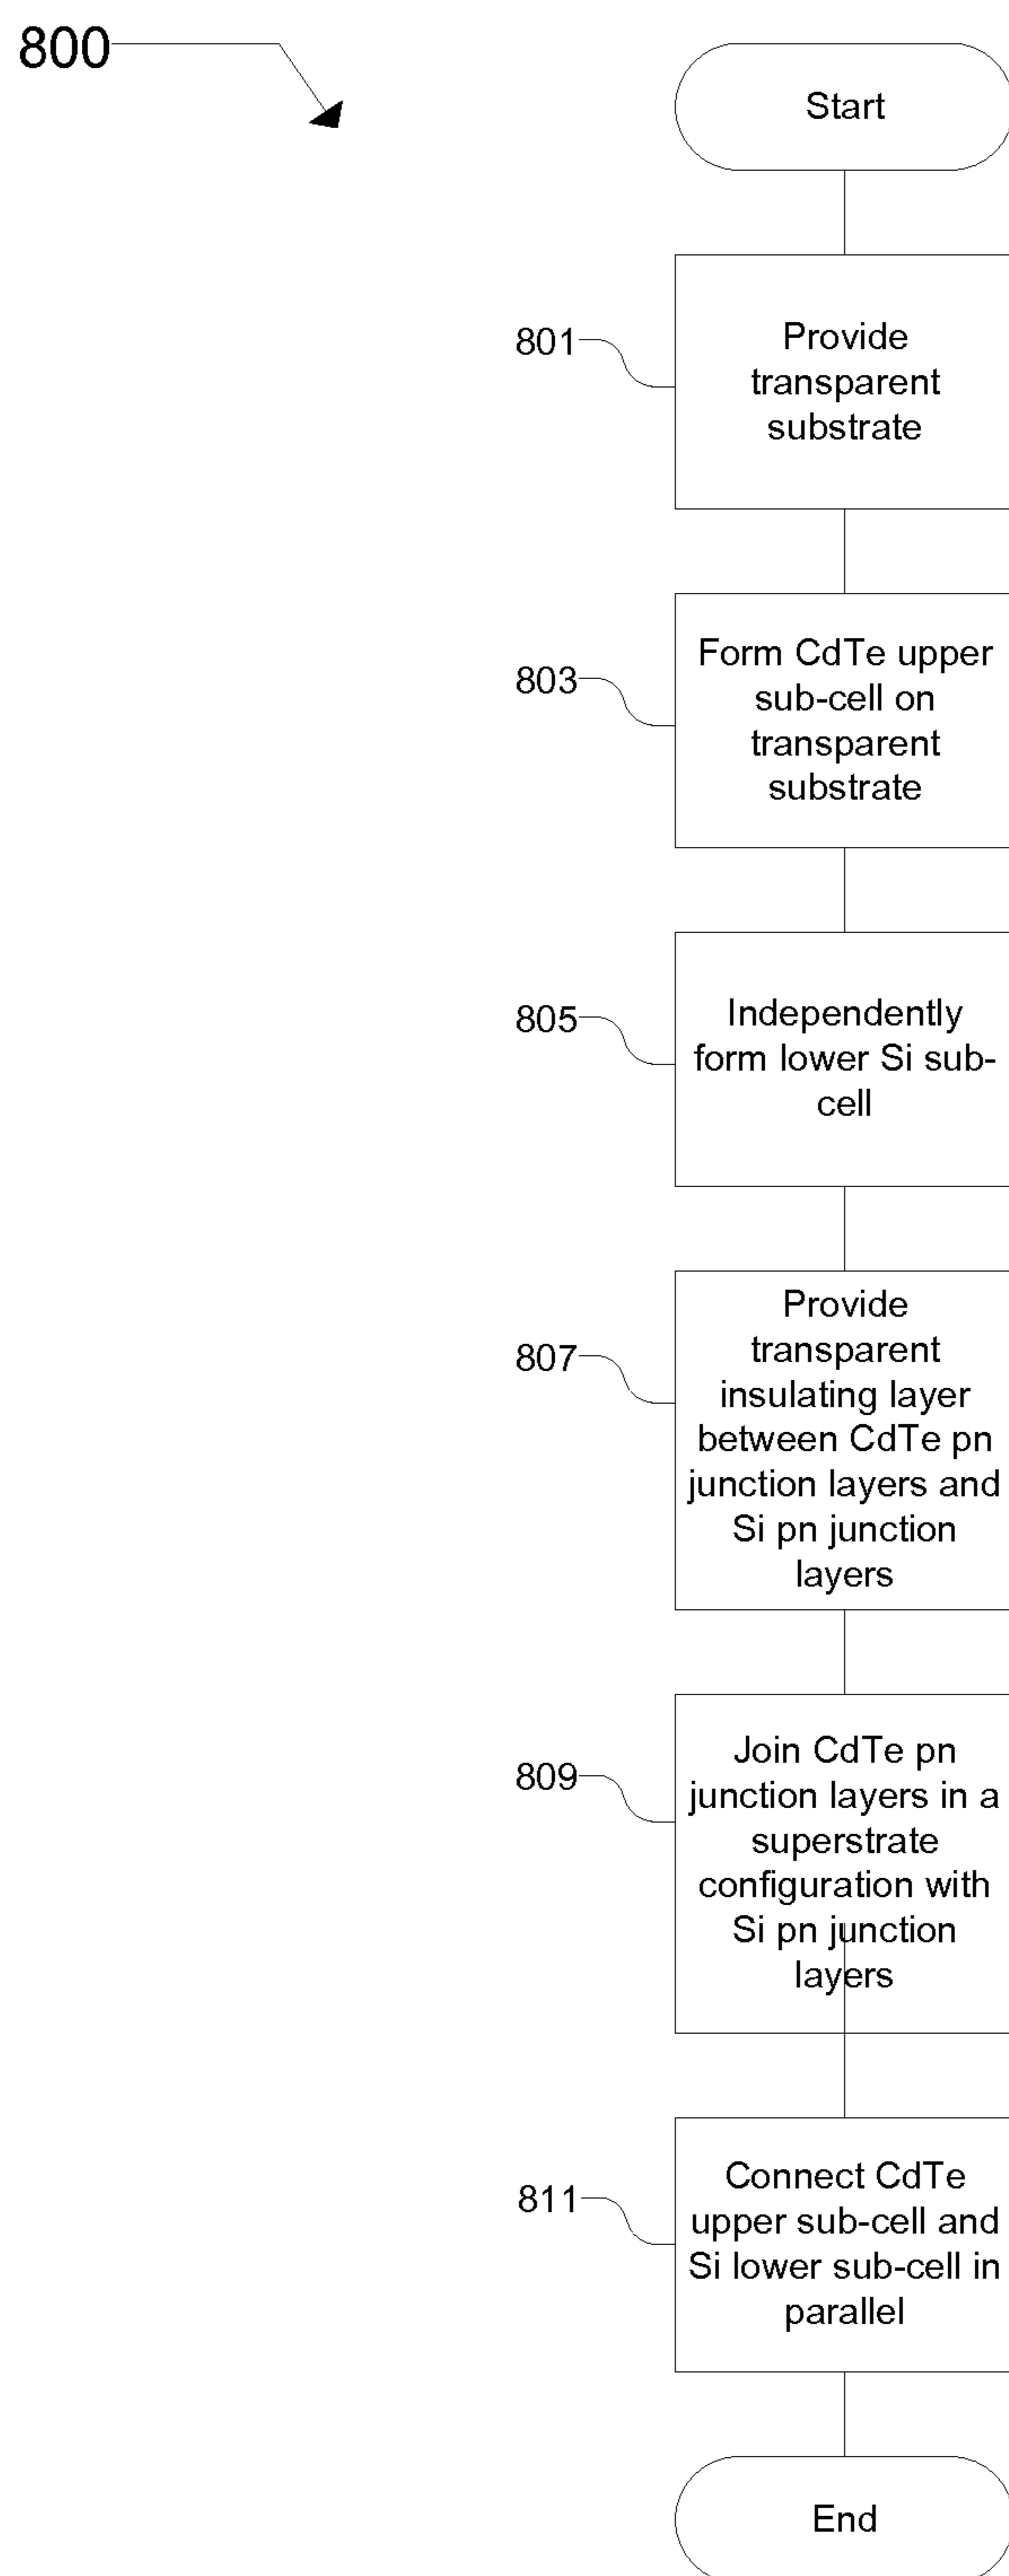 800
Start
801
Provide
transparent
substrate
803
Form CdTe upper
sub-cell on
transparent
substrate
805
Independently
form lower Si sub-
cell
807
Provide
transparent
insulating layer
between CdTe pn
junction layers and
Si pn junction
layers
809
Join CdTe pn
junction layers in a
superstrate
configuration with
Si pn junction
layers
811
Connect CdTe
upper sub-cell and
Si lower sub-cell in
parallel
End